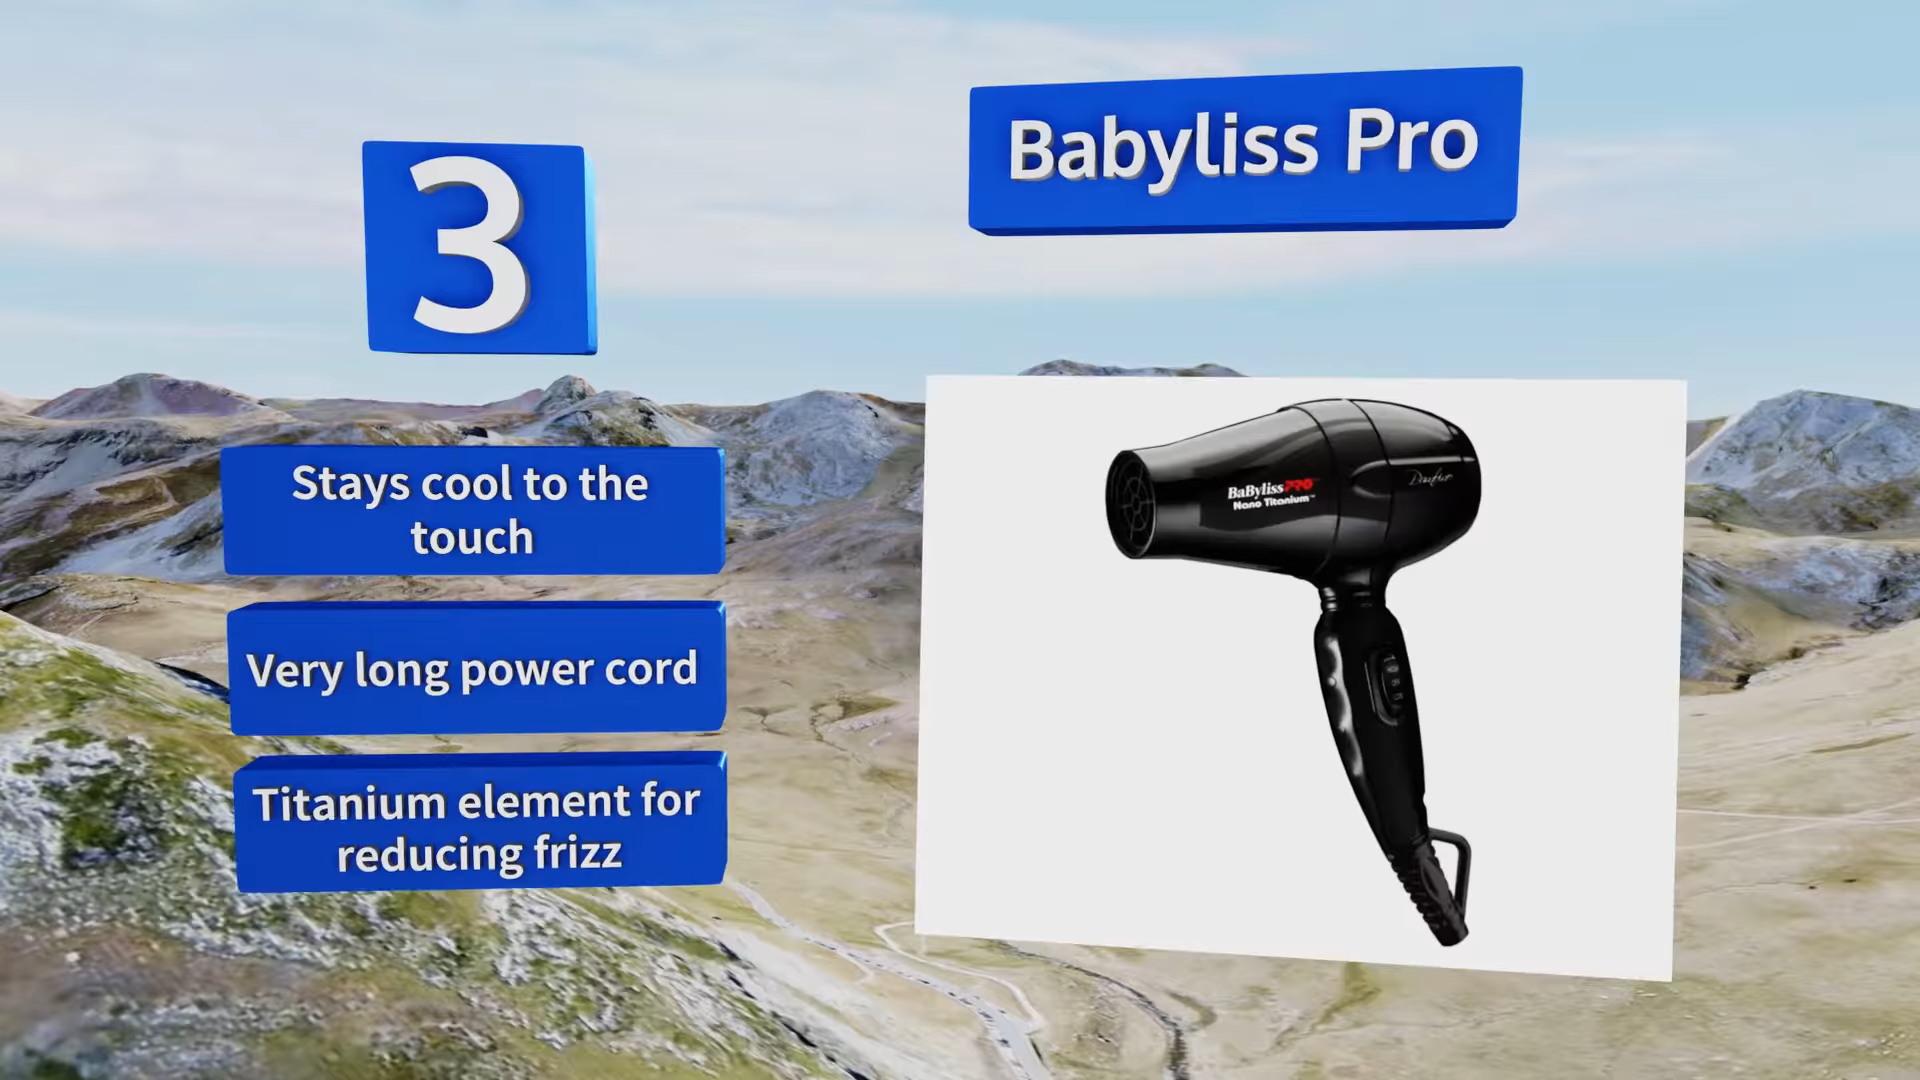 3
Babyliss Pro
Stays cool to the
touch
Very long power cord
Titanium element for
reducing frizz
BaBylissPRO
Nano Titanium™